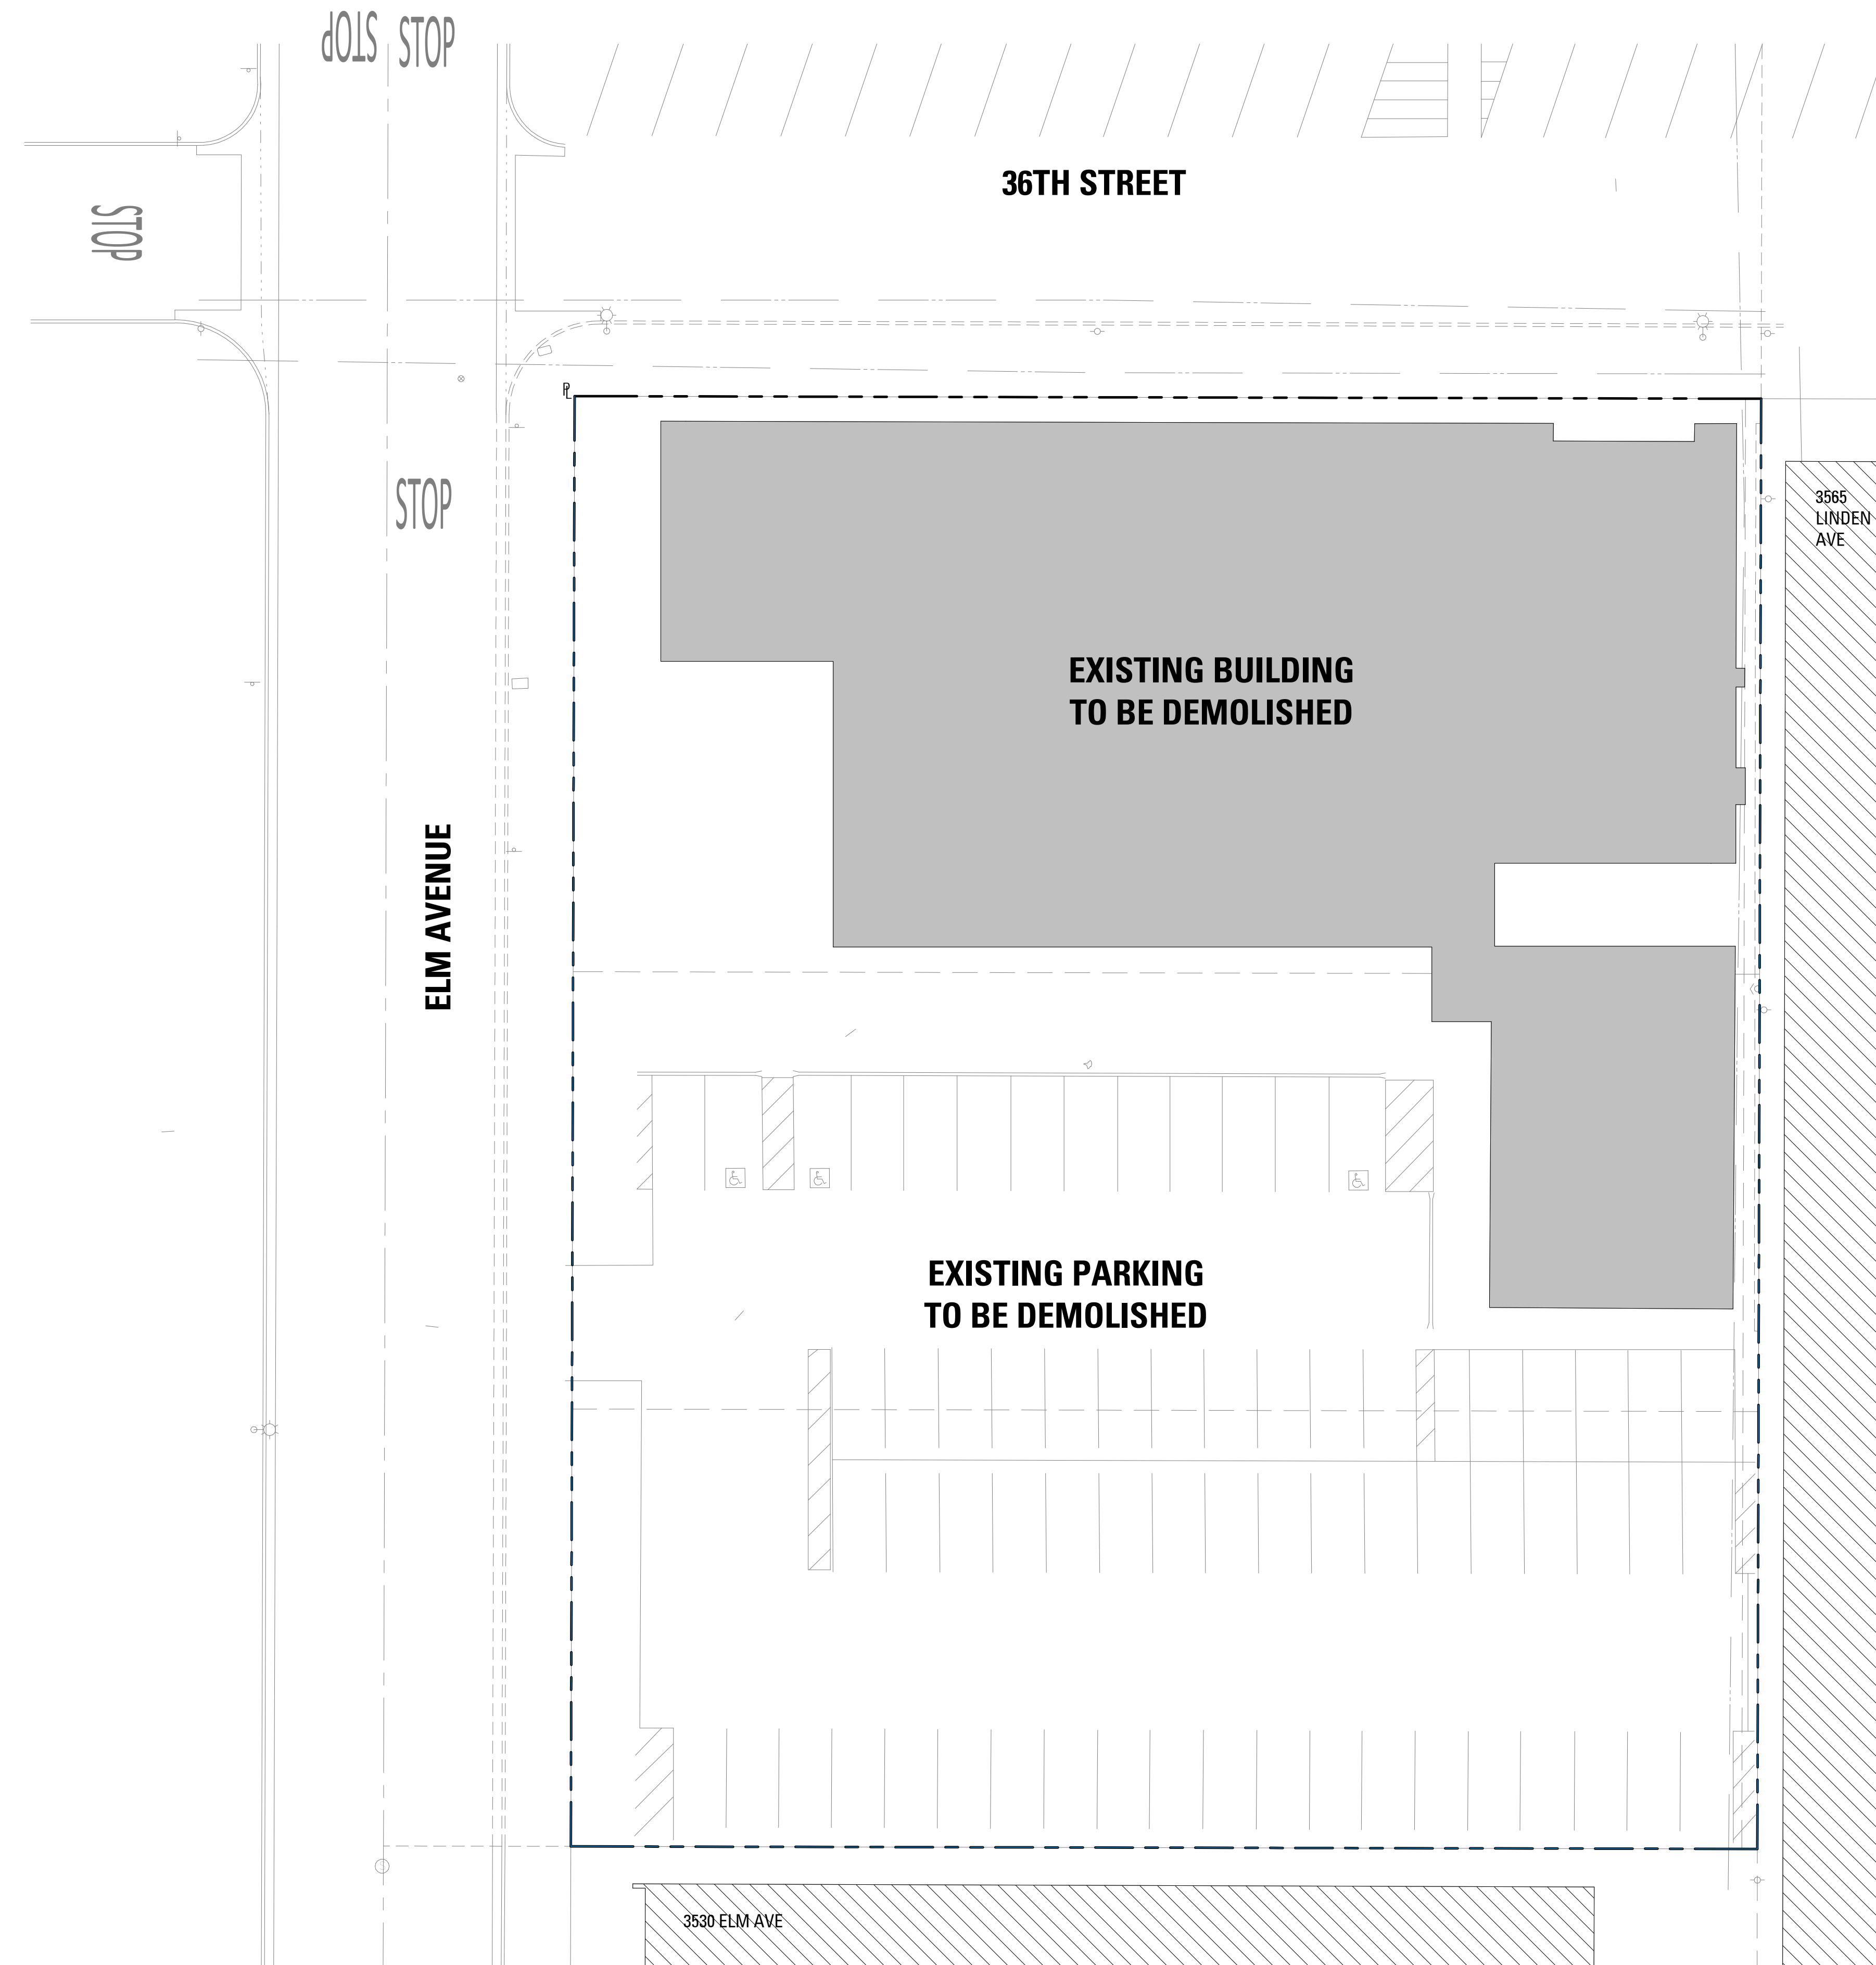 STOP STOP
36TH STREET
STOP
PL
STOP
3565
LINDEN
AVE
EXISTING BUILDING
TO BE DEMOLISHED
ELM AVENUE
EXISTING PARKING
TO BE DEMOLISHED
3530 ELM AVE